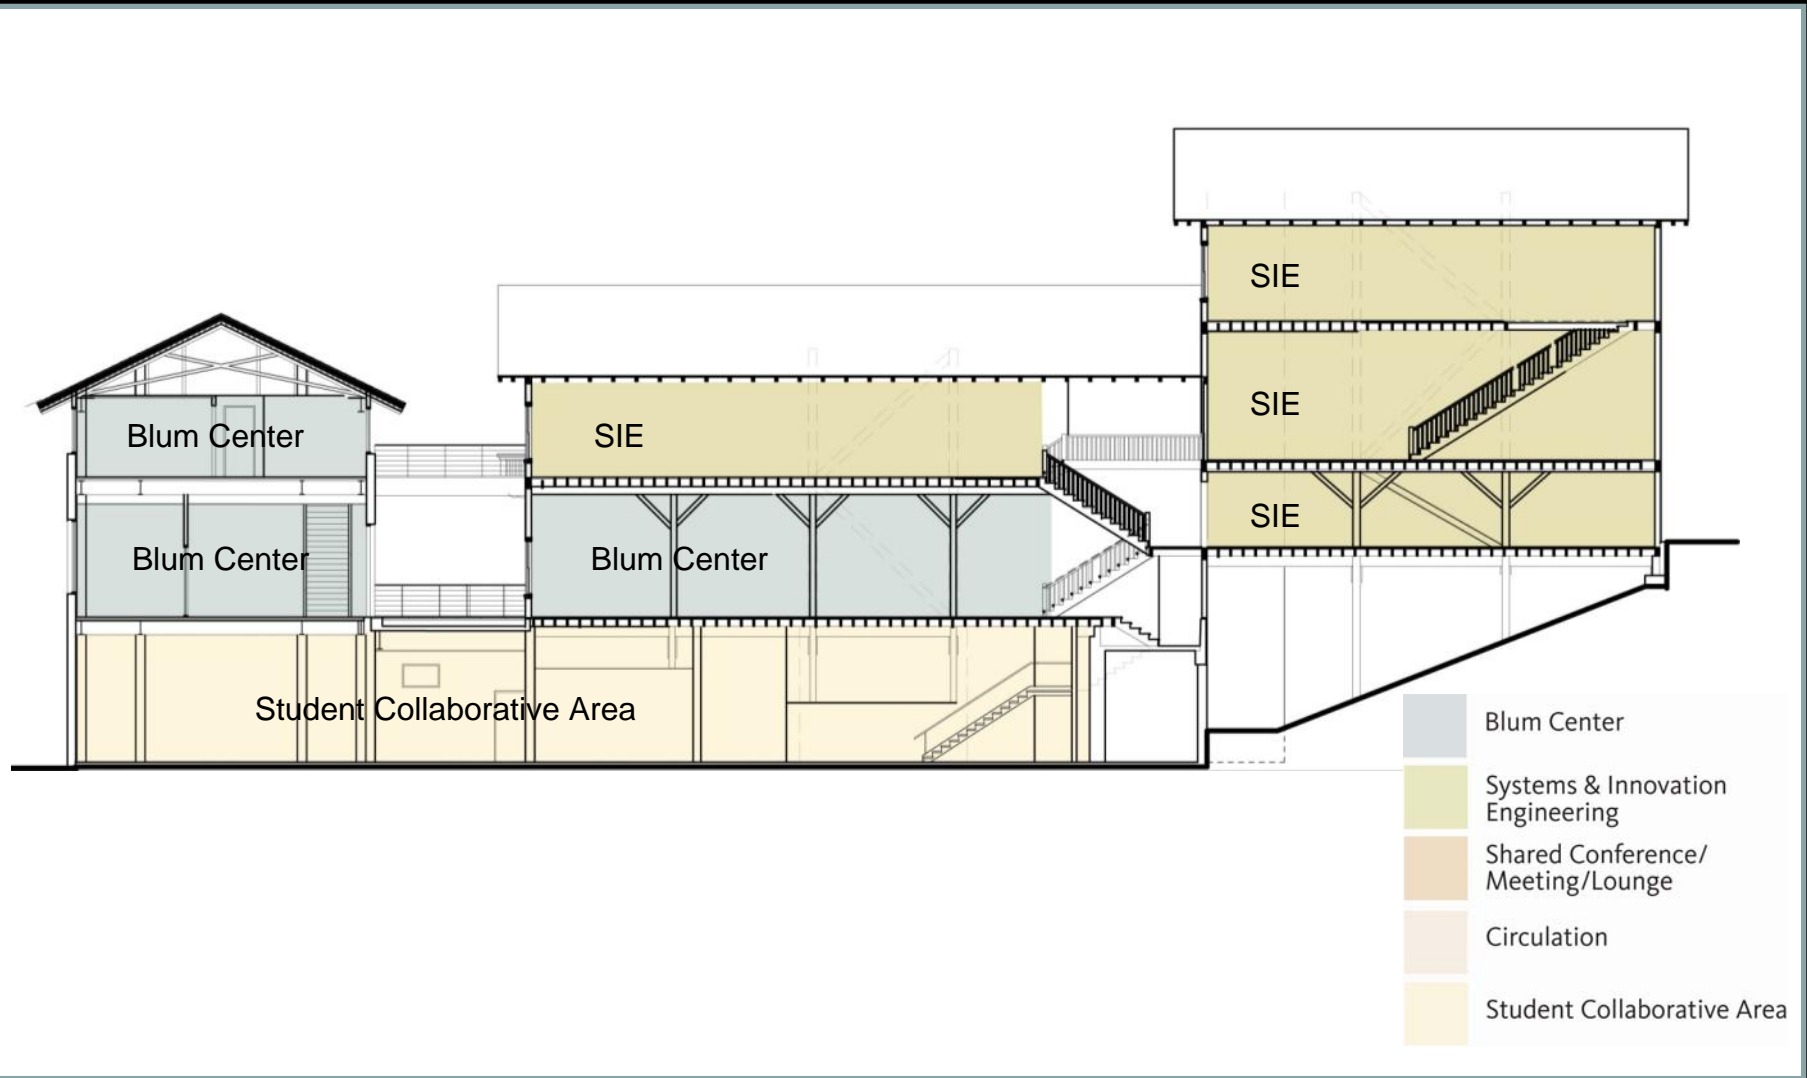 SIE
SIE
SIE
Blum Center
SIE
Blum Center
Blum Center
Student Collaborative Area
Blum Center
Systems & Innovation
Engineering
Shared Conference/
Meeting/Lounge
Circulation
Student Collaborative Area